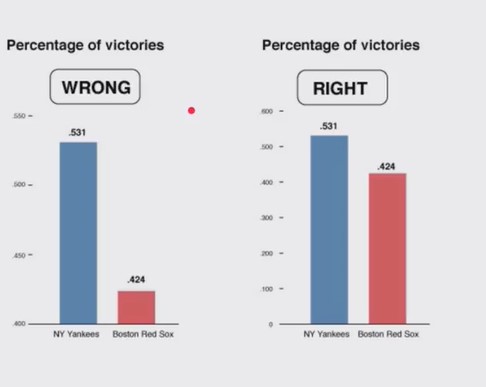 Percentage of victories
WRONG
.550
.500
.450
.400
.531
.424
NY Yankees
Boston Red Sox
Percentage of victories
RIGHT
.600
.500
.400
.300
.200
.100
0
.531
.424
NY Yankees
Boston Red Sox